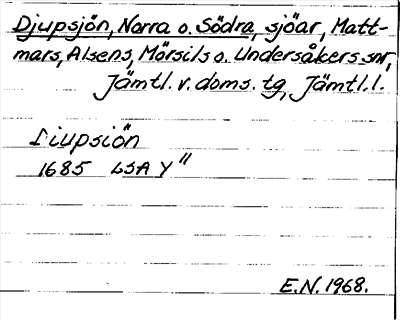 Djupsjön, Norra o. Södra, sjöar, Matt-
mars, Alsens, Mörsils o. Undersåkers snr,
Jämtl. v. doms. tg, Jämtl. l.
Diupsiön
1685 LSA Y"
E.N. 1968.